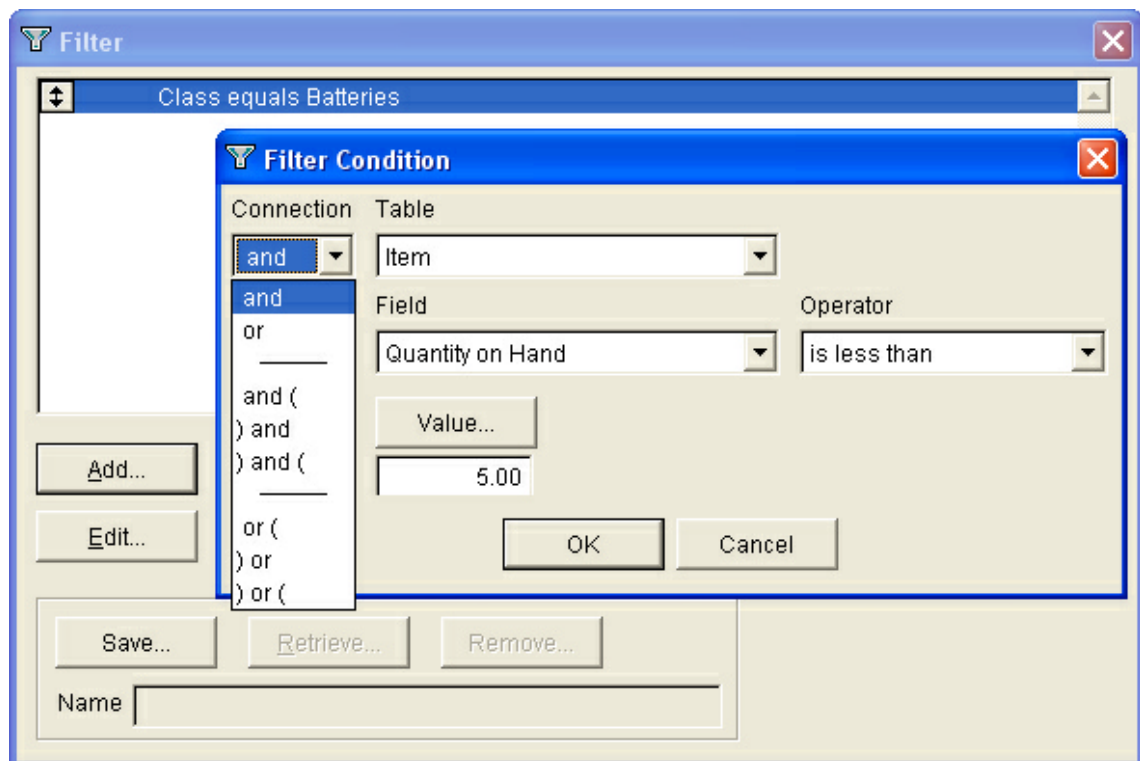 Filter
Class equals Batteries
Filter Condition
Connection Table
and Item
and
or
Field Operator
Quantity on Hand is less than
and (
) and
) and (
Value...
5.00
or (
) or
) or (
OK Cancel
Add...
Edit...
Save... Retrieve... Remove...
Name